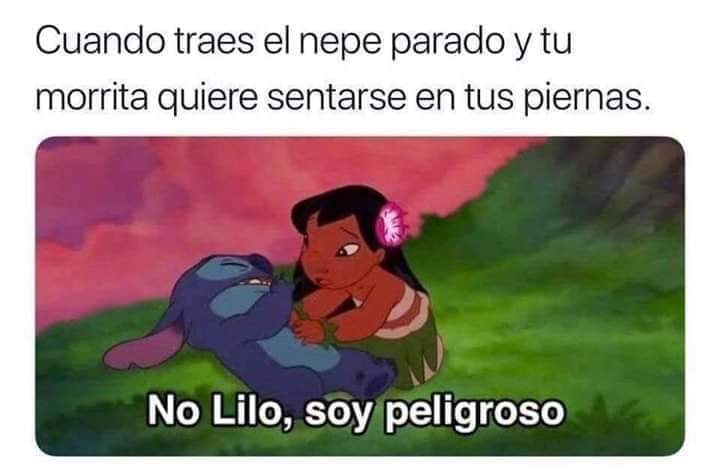 Cuando traes el nepe parado y tu
morrita quiere sentarse en tus piernas.
No Lilo, soy peligroso